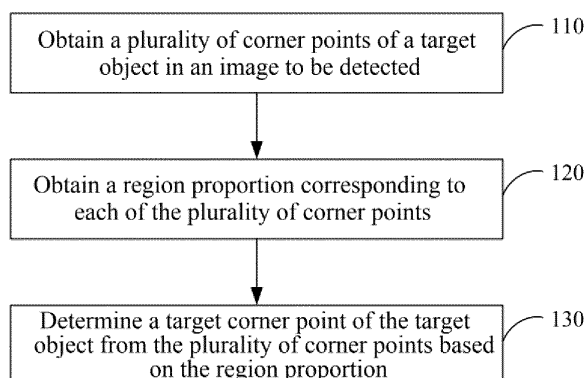 Obtain a plurality of corner points of a target
object in an image to be detected
110
Obtain a region proportion corresponding to
each of the plurality of corner points
120
Determine a target corner point of the target
object from the plurality of corner points based
on the region proportion
130